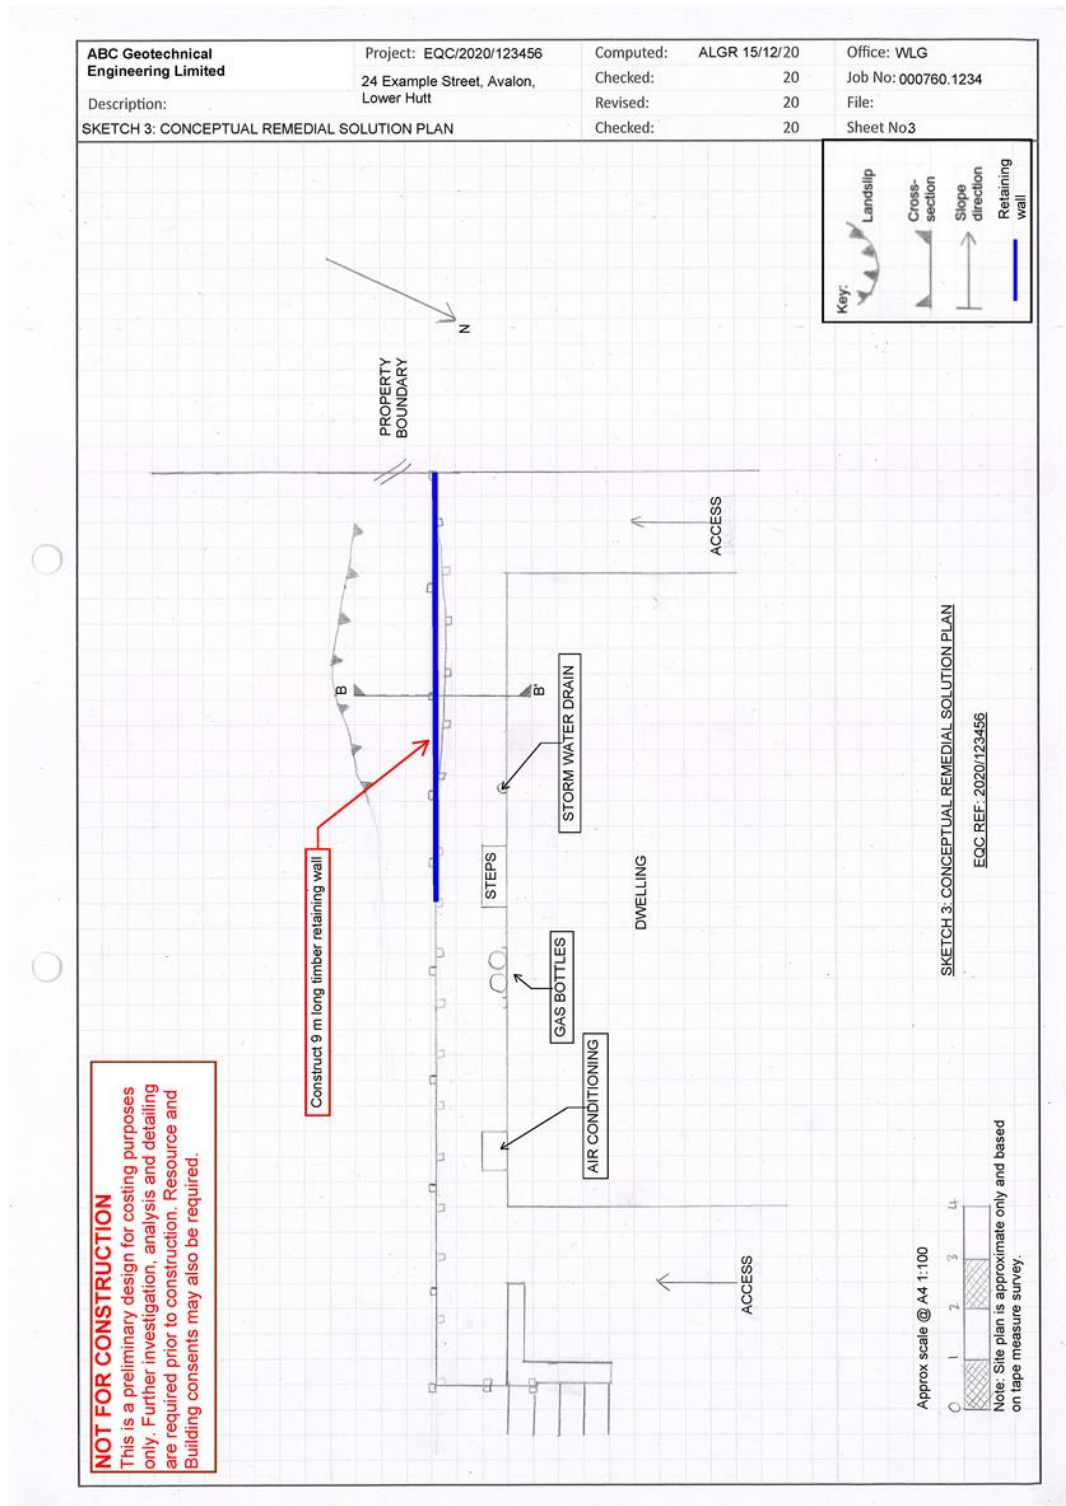 ABC Geotechnical
Engineering Limited
Project: EQC/2020/123456
24 Example Street, Avalon,
Lower Hutt
Computed: ALGR 15/12/20
Office: WLG
Checked: 20
Job No: 000760.1234
Description:
Revised: 20
File:
SKETCH 3: CONCEPTUAL REMEDIAL SOLUTION PLAN
Checked: 20
Sheet No3
Key:
Landslip
Cross-
section
Slope
direction
Retaining
wall
N
PROPERTY
BOUNDARY
ACCESS
B
B'
STORM WATER DRAIN
Construct 9 m long timber retaining wall
STEPS
DWELLING
GAS BOTTLES
AIR CONDITIONING
ACCESS
NOT FOR CONSTRUCTION
This is a preliminary design for costing purposes
only. Further investigation, analysis and detailing
are required prior to construction. Resource and
Building consents may also be required.
SKETCH 3: CONCEPTUAL REMEDIAL SOLUTION PLAN
EQC REF: 2020/123456
Approx scale @ A4 1:100
0 1 2 3 4
Note: Site plan is approximate only and based
on tape measure survey.